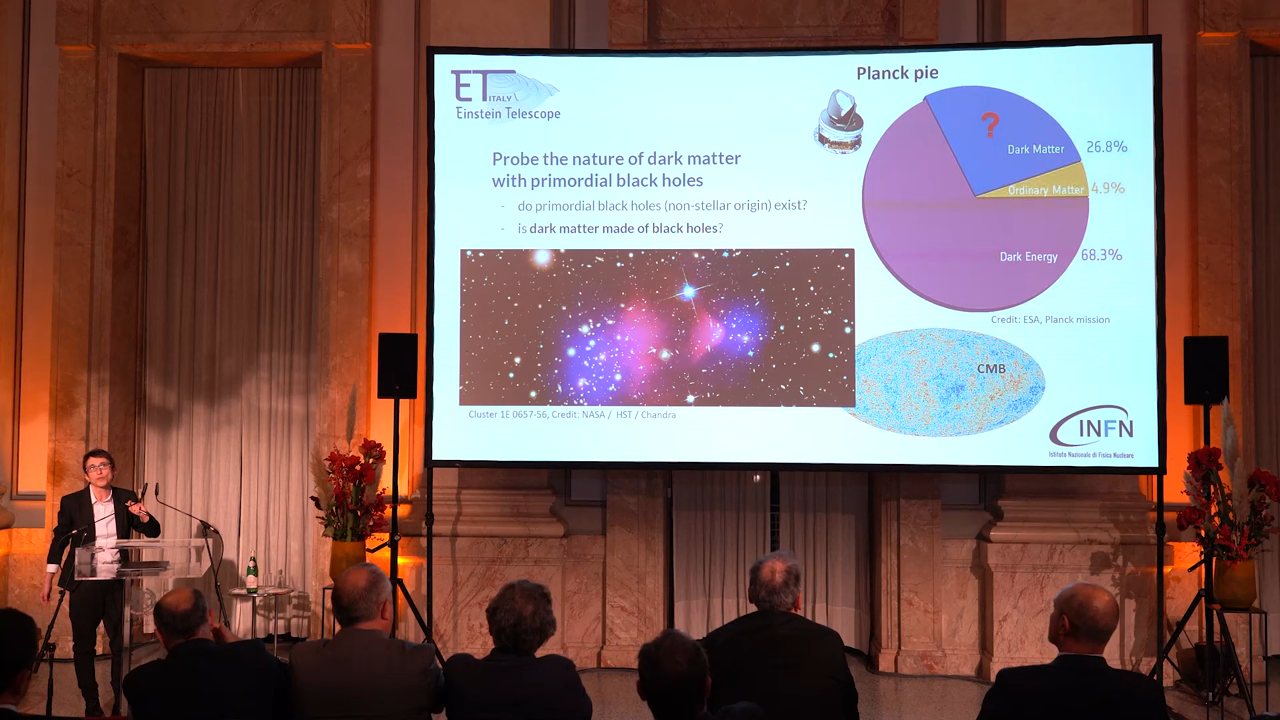 ET
ITALY
Einstein Telescope
Probe the nature of dark matter
with primordial black holes
- do primordial black holes (non-stellar origin) exist?
- is dark matter made of black holes?
Cluster 1E 0657-56, Credit: NASA / HST / Chandra
Planck pie
?
Dark Matter 26.8%
Ordinary Matter 4.9%
Dark Energy 68.3%
Credit: ESA, Planck mission
CMB
INFN
Istituto Nazionale di Fisica Nucleare